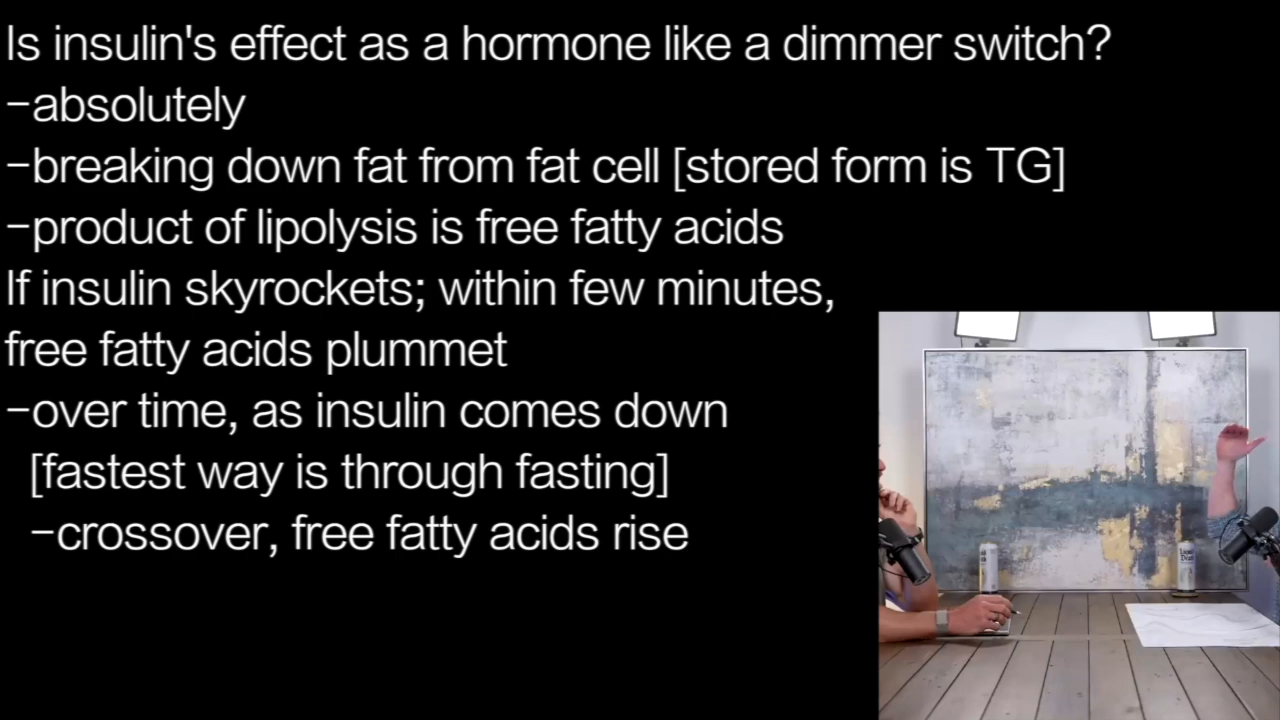 Is insulin's effect as a hormone like a dimmer switch?
–absolutely
–breaking down fat from fat cell [stored form is TG]
–product of lipolysis is free fatty acids
If insulin skyrockets; within few minutes,
free fatty acids plummet
–over time, as insulin comes down
[fastest way is through fasting]
–crossover, free fatty acids rise